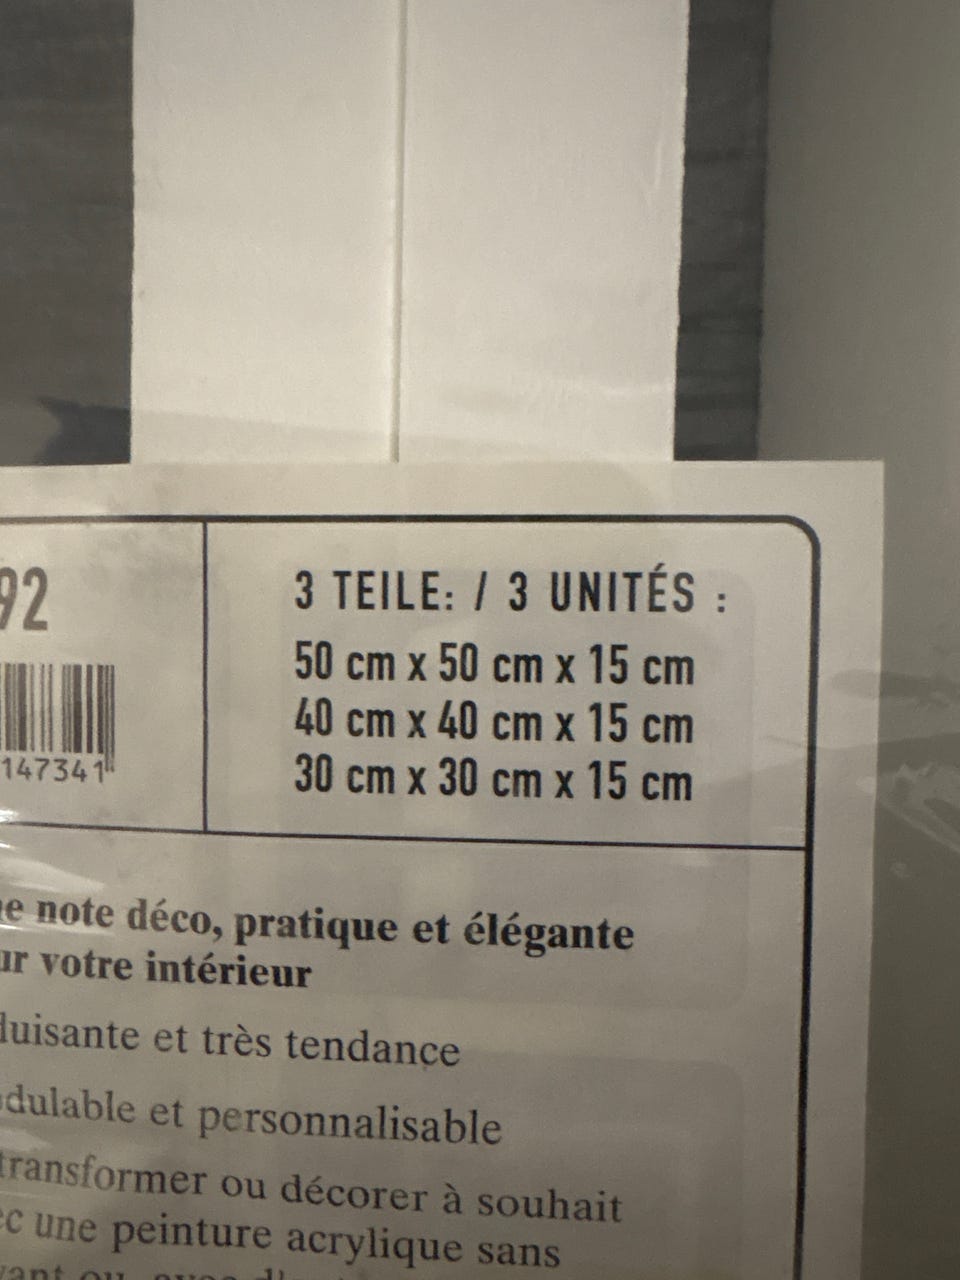 92
3 TEILE: / 3 UNITÉS :
50 cm x 50 cm x 15 cm
40 cm x 40 cm x 15 cm
30 cm x 30 cm x 15 cm
147341
note déco, pratique et élégante
votre intérieur
et très tendance
et personnalisable
transformer ou décorer à souhait
une peinture acrylique sans